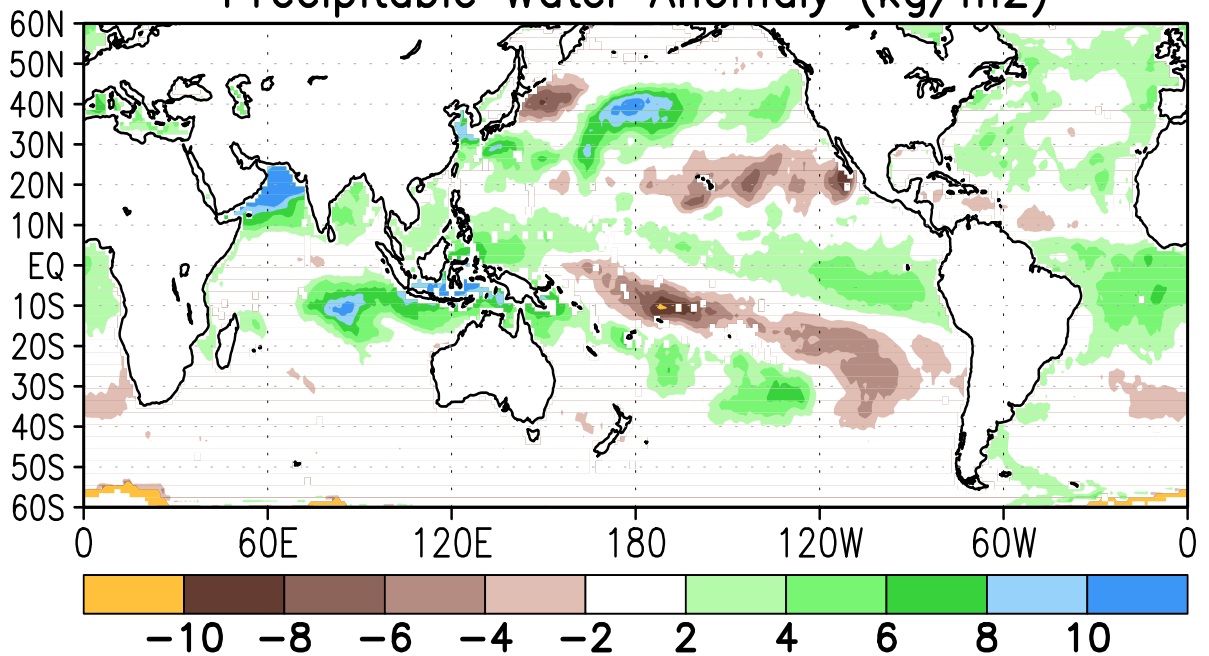 Precipitable Water Anomaly (kg/m2)
60N
50N
40N
30N
20N
10N
EQ
10S
20S
30S
40S
50S
60S
0 60E 120E 180 120W 60W 0
−10 −8 −6 −4 −2 2 4 6 8 10